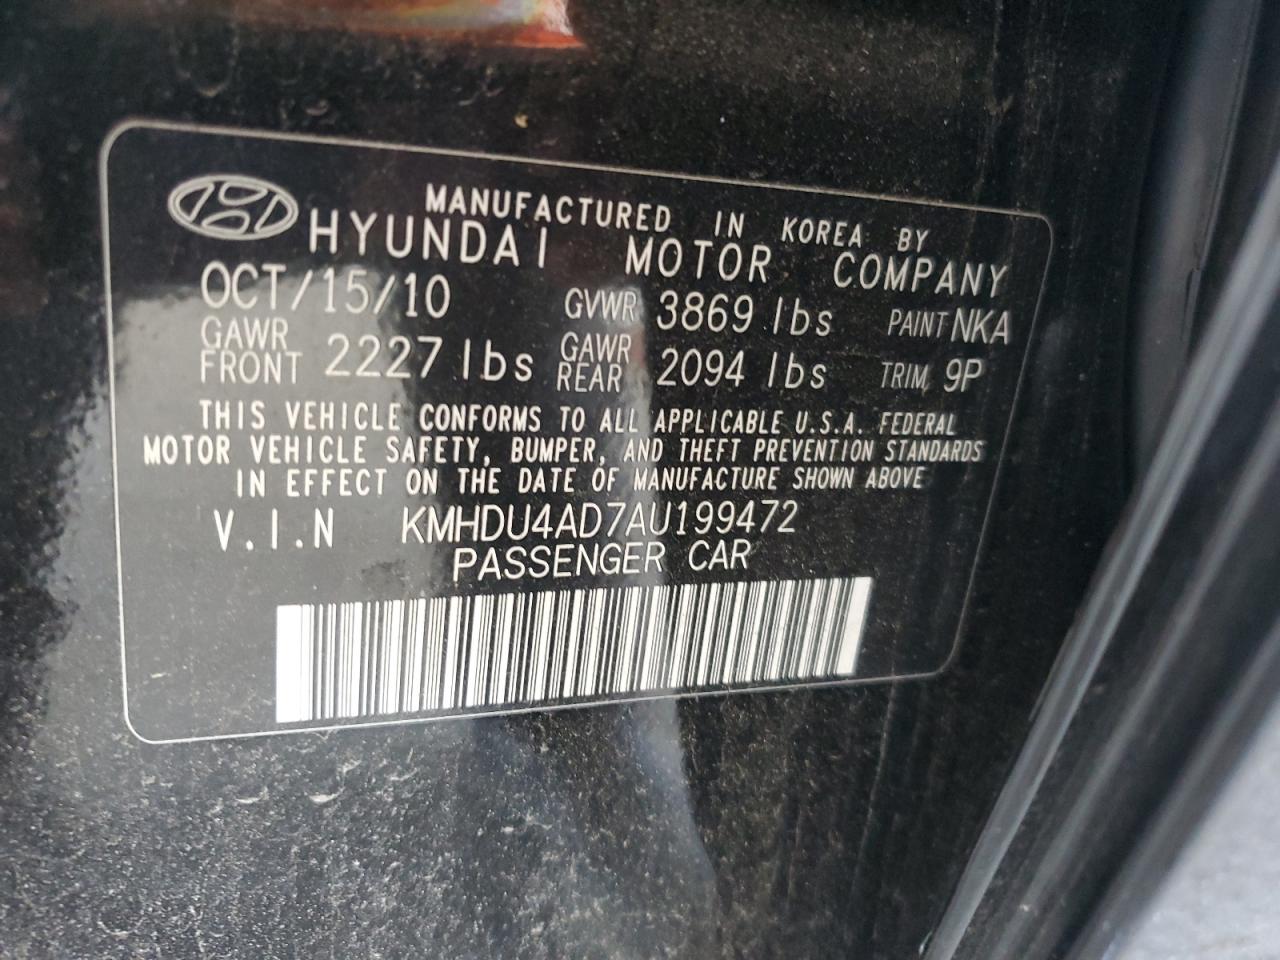 MANUFACTURED IN KOREA BY
HYUNDAI MOTOR COMPANY
OCT/15/10 GVWR 3869 lbs PAINT NKA
GAWR FRONT 2227 lbs GAWR REAR 2094 lbs TRIM 9P
THIS VEHICLE CONFORMS TO ALL APPLICABLE U.S.A. FEDERAL
MOTOR VEHICLE SAFETY, BUMPER, AND THEFT PREVENTION STANDARDS
IN EFFECT ON THE DATE OF MANUFACTURE SHOWN ABOVE
V.I.N KMHDU4AD7AU199472
PASSENGER CAR